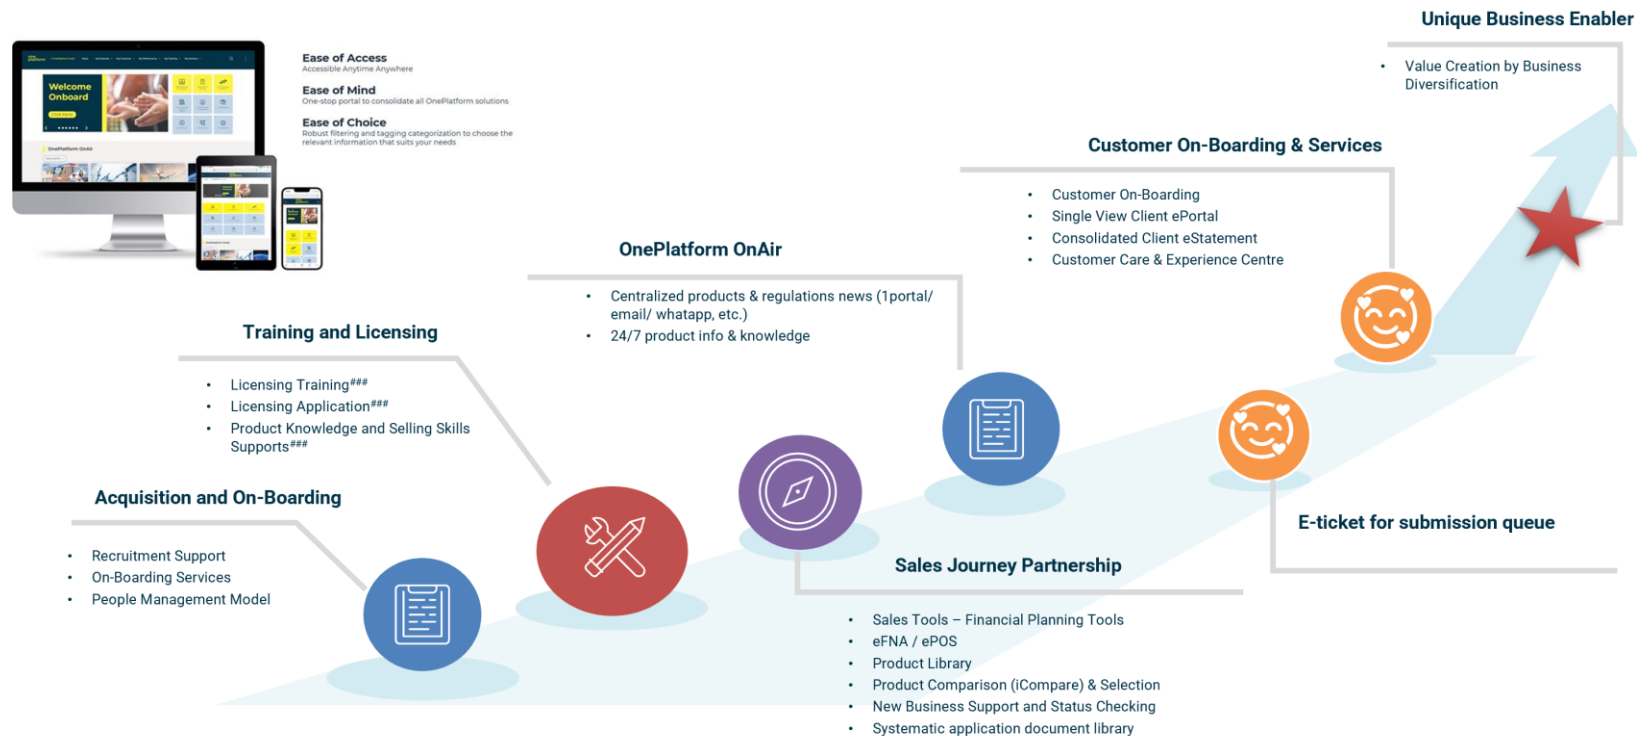 Unique Business Enabler
• Value Creation by Business
Diversification
Welcome
Onboard
OnePlatform OnAir
Ease of Access
Accessible Anytime Anywhere
Ease of Mind
One-stop portal to consolidate all OnePlatform solutions
Ease of Choice
Robust filtering and tagging categorization to choose the
relevant information that suits your needs
Customer On-Boarding & Services
• Customer On-Boarding
• Single View Client ePortal
• Consolidated Client eStatement
• Customer Care & Experience Centre
OnePlatform OnAir
• Centralized products & regulations news (1portal/
email/ whatapp, etc.)
• 24/7 product info & knowledge
Training and Licensing
• Licensing Training###
• Licensing Application###
• Product Knowledge and Selling Skills
Supports###
Acquisition and On-Boarding
• Recruitment Support
• On-Boarding Services
• People Management Model
E-ticket for submission queue
Sales Journey Partnership
• Sales Tools – Financial Planning Tools
• eFNA / ePOS
• Product Library
• Product Comparison (iCompare) & Selection
• New Business Support and Status Checking
• Systematic application document library